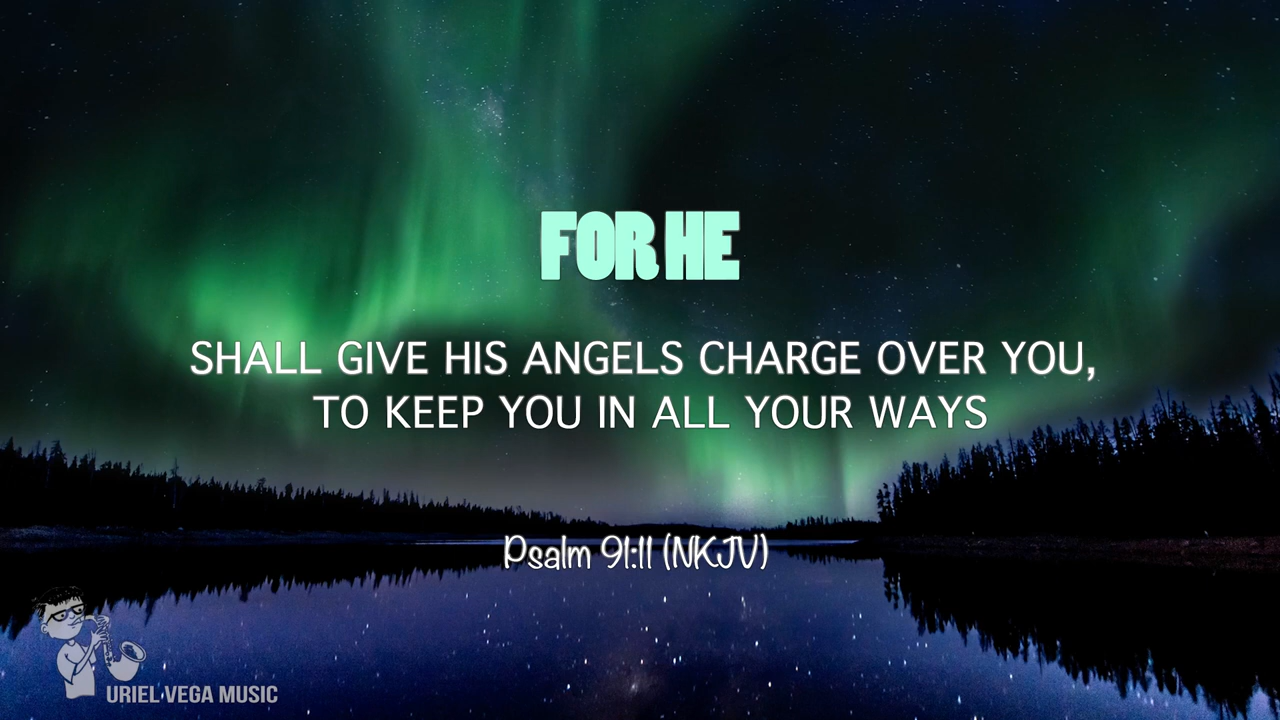 FOR HE
SHALL GIVE HIS ANGELS CHARGE OVER YOU,
TO KEEP YOU IN ALL YOUR WAYS
Psalm 91:11 (NKJV)
URIEL VEGA MUSIC